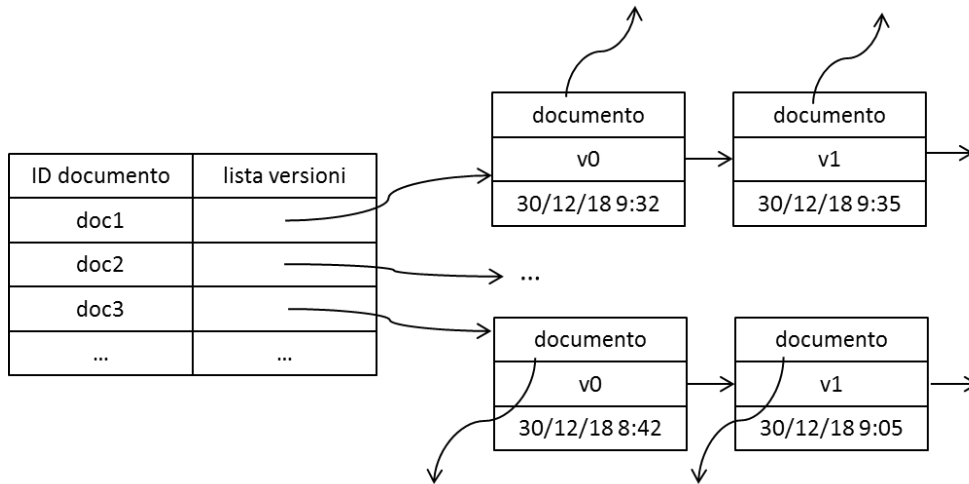 ID documento lista versioni
doc1
doc2
doc3
... ...
documento
v0
30/12/18 9:32
documento
v1
30/12/18 9:35
...
documento
v0
30/12/18 8:42
documento
v1
30/12/18 9:05